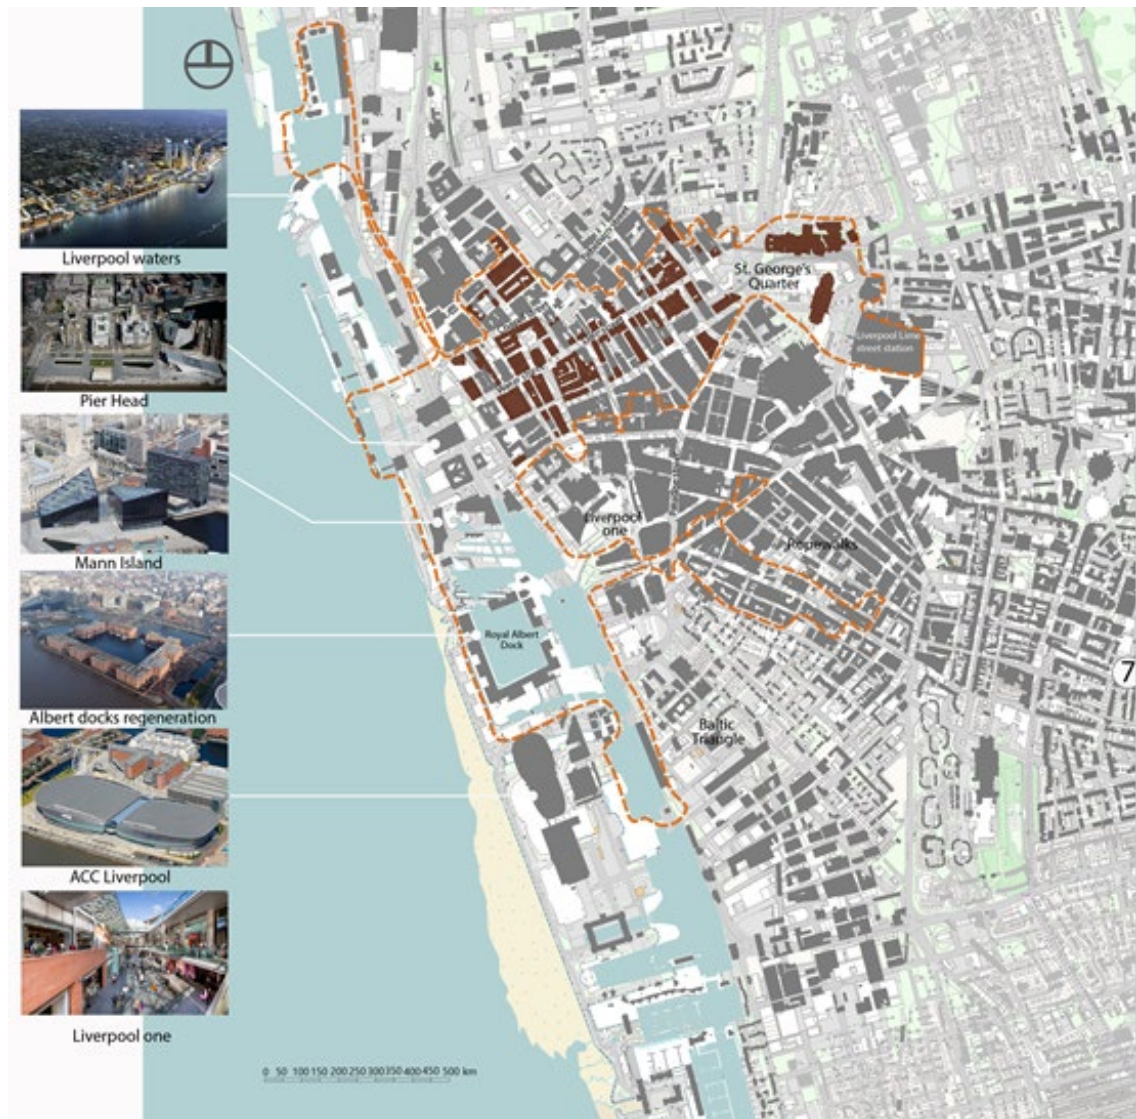 Liverpool waters
Pier Head
Mann Island
Albert docks regeneration
ACC Liverpool
Liverpool one
St. George's
Quarter
Liverpool Lime
street station
Liverpool
one
Ropewalks
Royal Albert
Dock
Baltic
Triangle
7
0 50 100 150 200 250 300 350 400 450 500 km